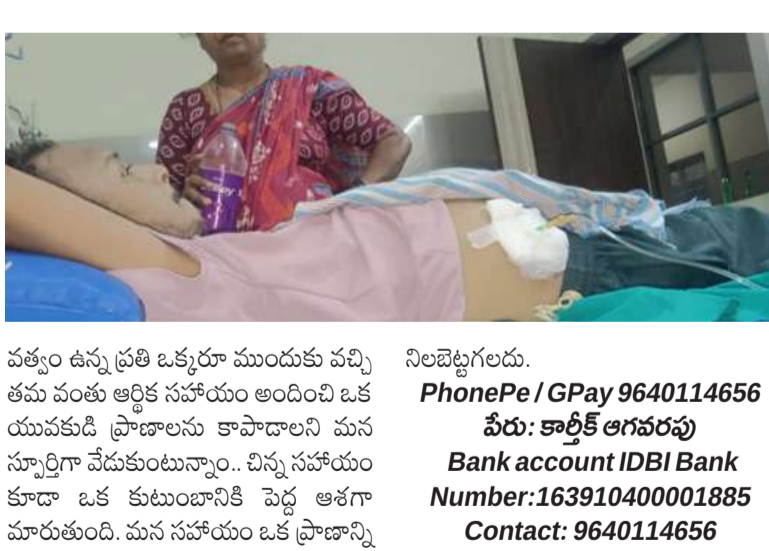 వత్వం ఉన్న ప్రతి ఒక్కరూ ముందుకు వచ్చి
తమ వంతు ఆర్థిక సహాయం అందించి ఒక
యువకుడి ప్రాణాలను కాపాడాలని మన
స్ఫూర్తిగా వేడుకుంటున్నాం.. చిన్న సహాయం
కూడా ఒక కుటుంబానికి పెద్ద ఆశగా
మారుతుంది. మన సహాయం ఒక ప్రాణాన్ని
నిలబెట్టగలదు.
PhonePe / GPay 9640114656
పేరు: కార్తీక్ ఆగవరపు
Bank account IDBI Bank
Number:163910400001885
Contact: 9640114656